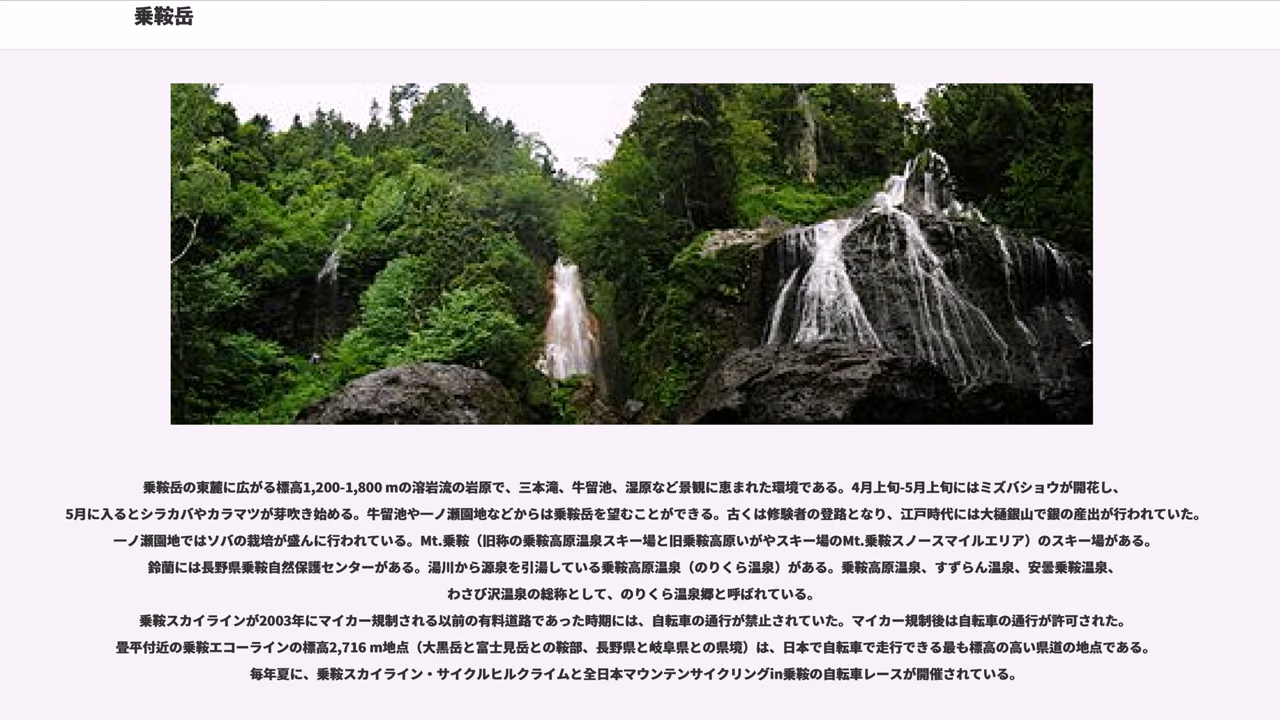 乗鞍岳
乗鞍岳の東麓に広がる標高1,200-1,800 mの溶岩流の岩原で、三本滝、牛留池、湿原など景観に恵まれた環境である。4月上旬-5月上旬にはミズバショウが開花し、
5月に入るとシラカバやカラマツが芽吹き始める。牛留池や一ノ瀬園地などからは乗鞍岳を望むことができる。古くは修験者の登路となり、江戸時代には大樋銀山で銀の産出が行われていた。
一ノ瀬園地ではソバの栽培が盛んに行われている。Mt.乗鞍（旧称の乗鞍高原温泉スキー場と旧乗鞍高原いがやスキー場のMt.乗鞍スノースマイルエリア）のスキー場がある。
鈴蘭には長野県乗鞍自然保護センターがある。湯川から源泉を引湯している乗鞍高原温泉（のりくら温泉）がある。乗鞍高原温泉、すずらん温泉、安曇乗鞍温泉、
わさび沢温泉の総称として、のりくら温泉郷と呼ばれている。
乗鞍スカイラインが2003年にマイカー規制される以前の有料道路であった時期には、自転車の通行が禁止されていた。マイカー規制後は自転車の通行が許可された。
畳平付近の乗鞍エコーラインの標高2,716 m地点（大黒岳と富士見岳との鞍部、長野県と岐阜県との県境）は、日本で自転車で走行できる最も標高の高い県道の地点である。
毎年夏に、乗鞍スカイライン・サイクルヒルクライムと全日本マウンテンサイクリングin乗鞍の自転車レースが開催されている。